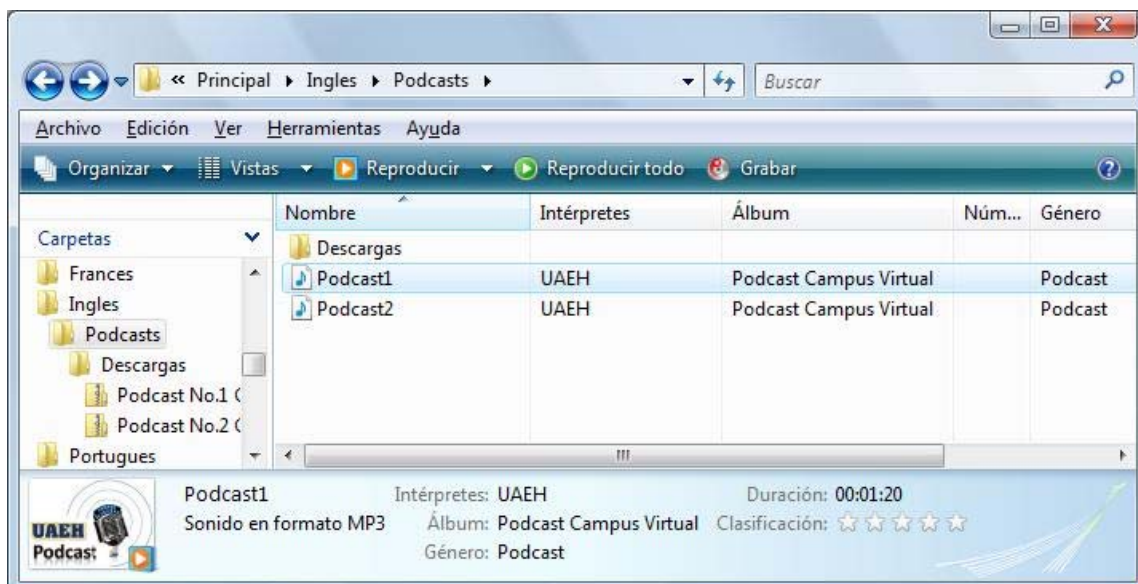 « Principal Ingles Podcasts Buscar
Archivo Edición Ver Herramientas Ayuda
Organizar Vistas Reproducir Reproducir todo Grabar
Nombre Intérpretes Álbum Núm... Género
Carpetas
Descargas
Podcast1 UAEH Podcast Campus Virtual Podcast
Podcast2 UAEH Podcast Campus Virtual Podcast
Frances
Ingles
Podcasts
Descargas
Podcast No.1
Podcast No.2
Portugues
Podcast1 Intérpretes: UAEH Duración: 00:01:20
Sonido en formato MP3 Álbum: Podcast Campus Virtual Clasificación:
Género: Podcast
UAEH
Podcast